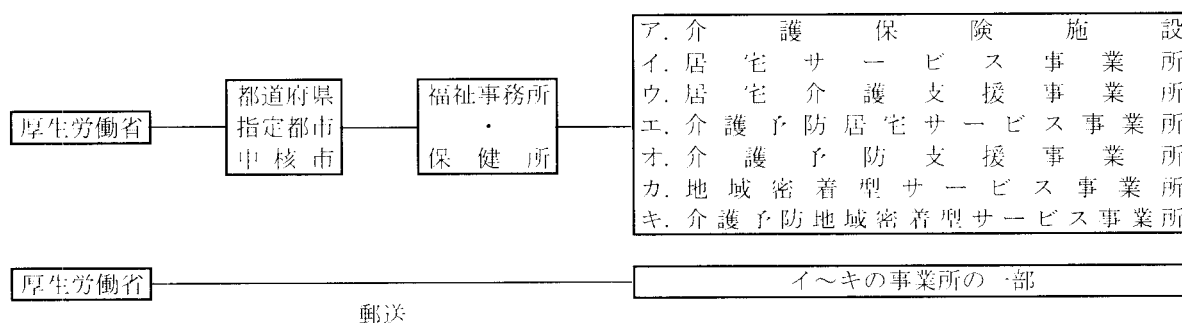 厚生労働省
都道府県
指定都市
中核市
福祉事務所
・
保健所
ア．介護保険施設
イ．居宅サービス事業所
ウ．居宅介護支援事業所
エ．介護予防居宅サービス事業所
オ．介護予防支援事業所
カ．地域密着型サービス事業所
キ．介護予防地域密着型サービス事業所
厚生労働省
郵送
イ～キの事業所の一部